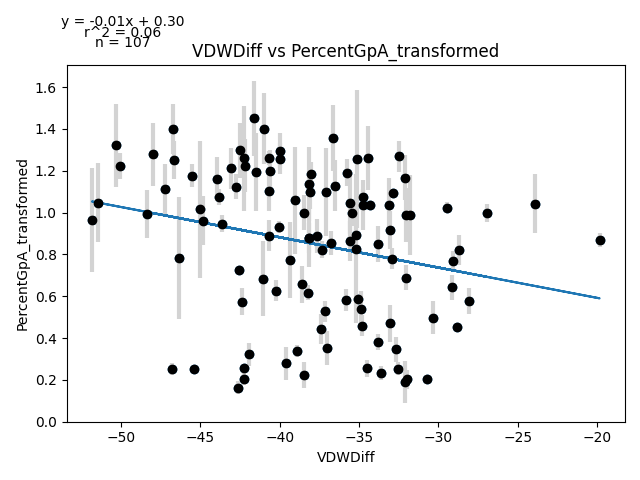 y = -0.01x + 0.30
r^2 = 0.06
n = 107
VDWDiff vs PercentGpA_transformed
PercentGpA_transformed
1.6
1.4
1.2
1.0
0.8
0.6
0.4
0.2
0.0
−50
−45
−40
−35
−30
−25
−20
VDWDiff